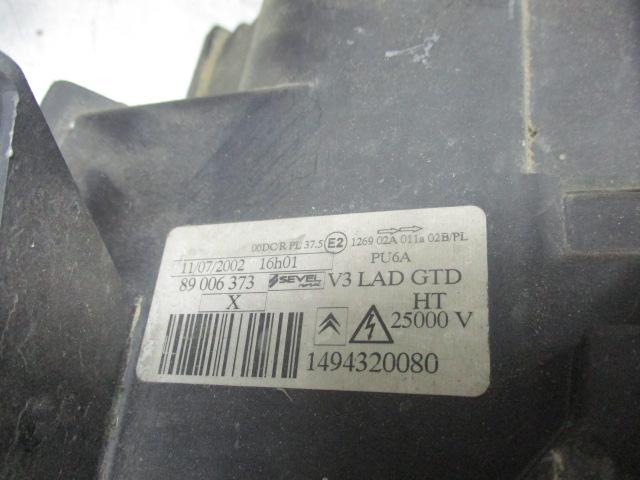 00DC/R PL 37.5 E2 1269 02A 011a 02B/PL
11/07/2002 16h01 PU6A
89 006 373 SEVEL V3 LAD GTD
X HT
25000 V
1494320080